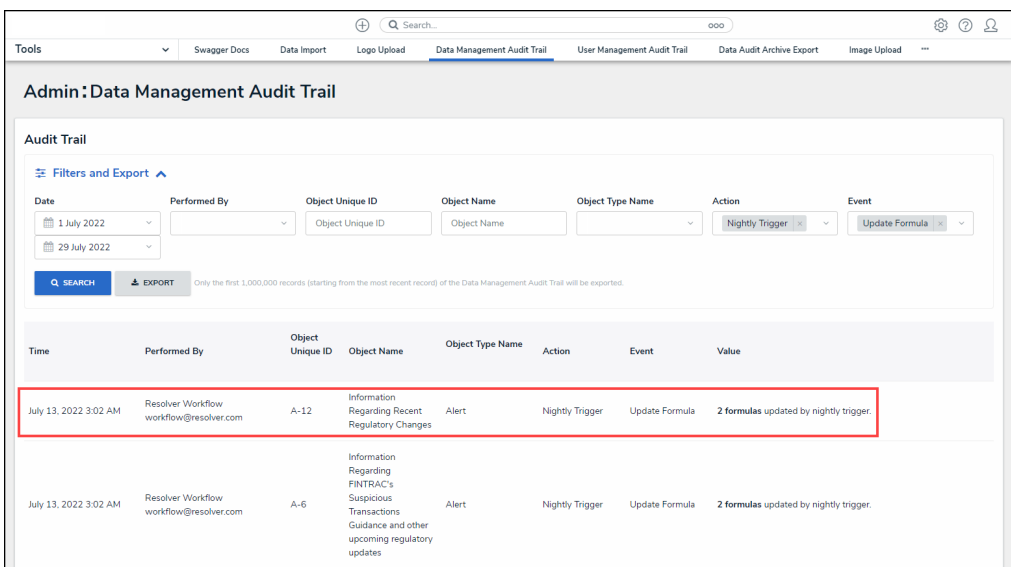 Search...
Tools
Swagger Docs
Data Import
Logo Upload
Data Management Audit Trail
User Management Audit Trail
Data Audit Archive Export
Image Upload
Admin:Data Management Audit Trail
Audit Trail
Filters and Export
Date
Performed By
Object Unique ID
Object Name
Object Type Name
Action
Event
1 July 2022
Object Unique ID
Object Name
Nightly Trigger ×
Update Formula ×
29 July 2022
SEARCH
EXPORT
Only the first 1,000,000 records (starting from the most recent record) of the Data Management Audit Trail will be exported.
Time
Performed By
Object
Unique ID
Object Name
Object Type Name
Action
Event
Value
July 13, 2022 3:02 AM
Resolver Workflow
workflow@resolver.com
A-12
Information
Regarding Recent
Regulatory Changes
Alert
Nightly Trigger
Update Formula
2 formulas updated by nightly trigger.
July 13, 2022 3:02 AM
Resolver Workflow
workflow@resolver.com
A-6
Information
Regarding
FINTRAC's
Suspicious
Transactions
Guidance and other
upcoming regulatory
updates
Alert
Nightly Trigger
Update Formula
2 formulas updated by nightly trigger.